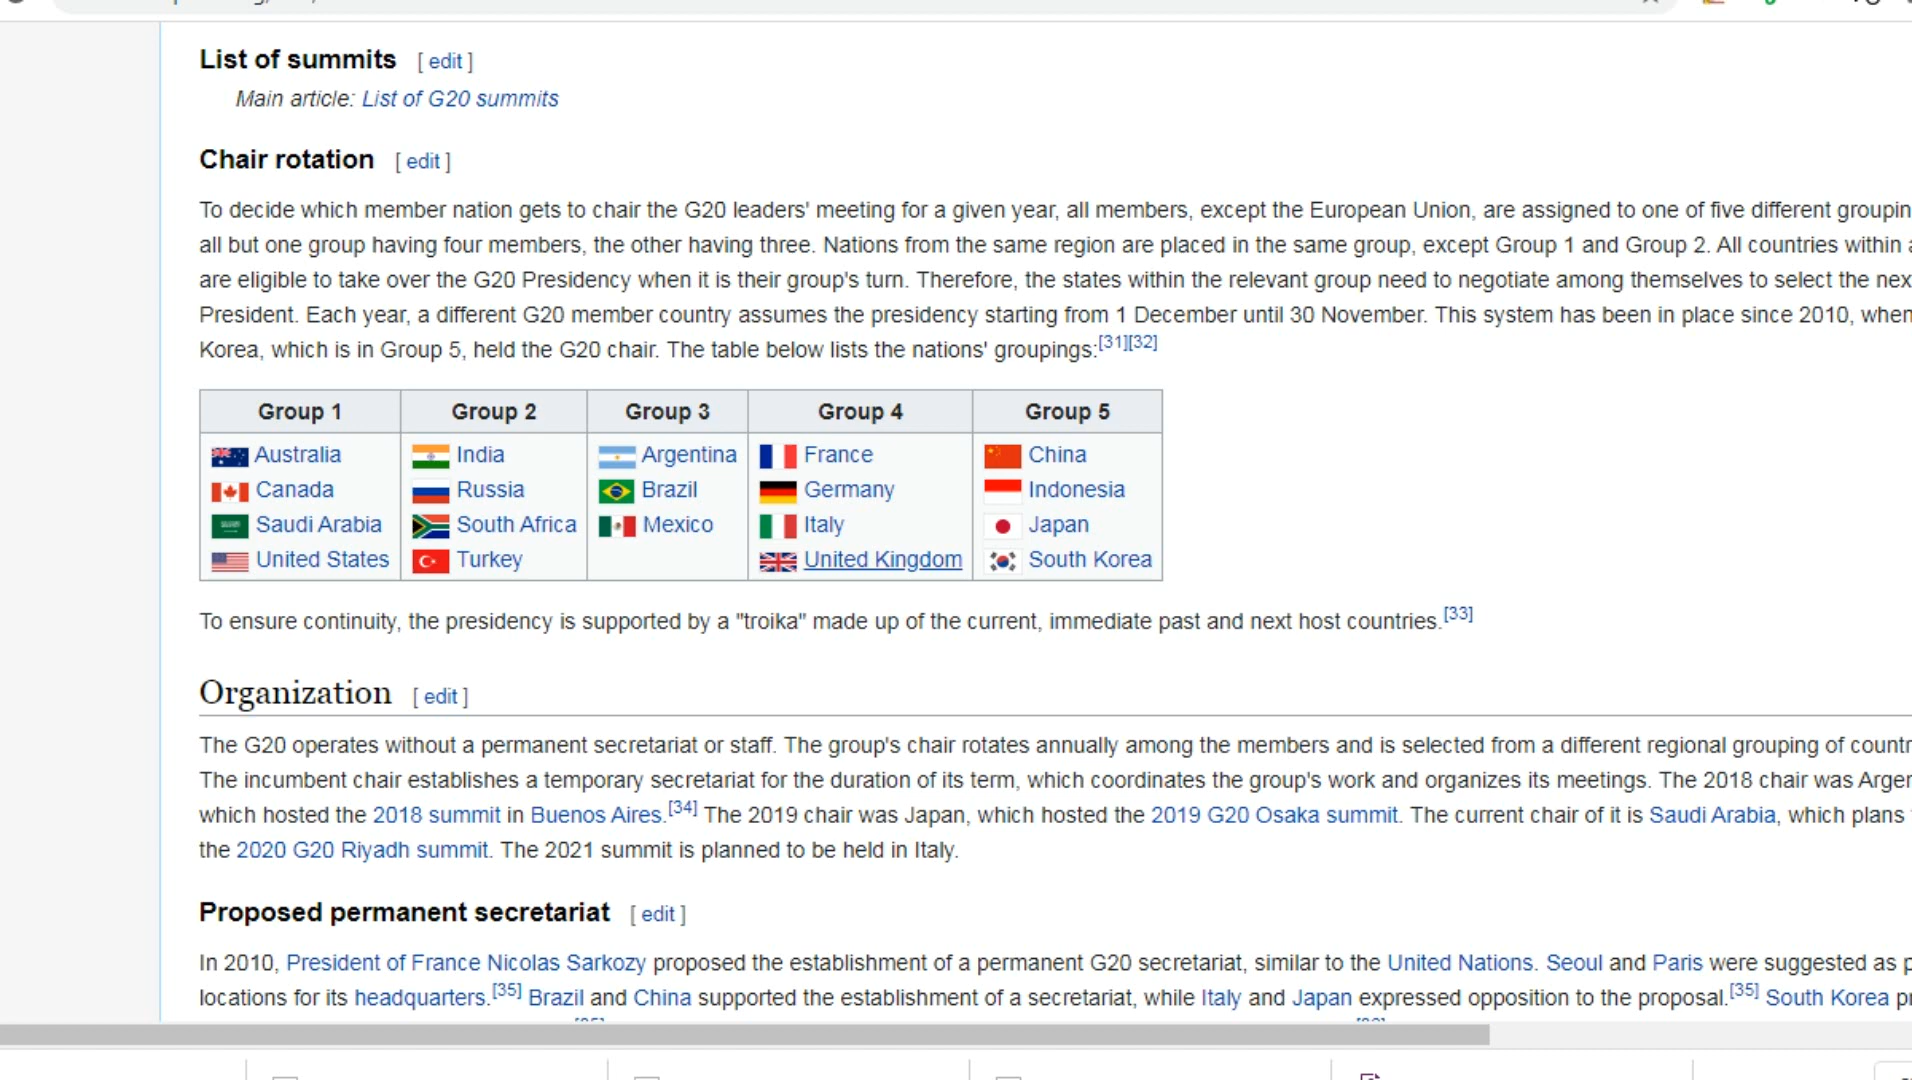 List of summits [ edit ]
Main article: List of G20 summits
Chair rotation [ edit ]
To decide which member nation gets to chair the G20 leaders' meeting for a given year, all members, except the European Union, are assigned to one of five different
all but one group having four members, the other having three. Nations from the same region are placed in the same group, except Group 1 and Group 2. All countries within
are eligible to take over the G20 Presidency when it is their group's turn. Therefore, the states within the relevant group need to negotiate among themselves to select the
President. Each year, a different G20 member country assumes the presidency starting from 1 December until 30 November. This system has been in place since 2010, when
Korea, which is in Group 5, held the G20 chair. The table below lists the nations' groupings:[31][32]
Group 1 Group 2 Group 3 Group 4 Group 5
Australia India Argentina France China
Canada Russia Brazil Germany Indonesia
Saudi Arabia South Africa Mexico Italy Japan
United States Turkey United Kingdom South Korea
To ensure continuity, the presidency is supported by a "troika" made up of the current, immediate past and next host countries.[33]
Organization [ edit ]
The G20 operates without a permanent secretariat or staff. The group's chair rotates annually among the members and is selected from a different regional grouping of
The incumbent chair establishes a temporary secretariat for the duration of its term, which coordinates the group's work and organizes its meetings. The 2018 chair was
which hosted the 2018 summit in Buenos Aires.[34] The 2019 chair was Japan, which hosted the 2019 G20 Osaka summit. The current chair of it is Saudi Arabia, which plans
the 2020 G20 Riyadh summit. The 2021 summit is planned to be held in Italy.
Proposed permanent secretariat [ edit ]
In 2010, President of France Nicolas Sarkozy proposed the establishment of a permanent G20 secretariat, similar to the United Nations. Seoul and Paris were suggested as
locations for its headquarters.[35] Brazil and China supported the establishment of a secretariat, while Italy and Japan expressed opposition to the proposal.[35] South Korea